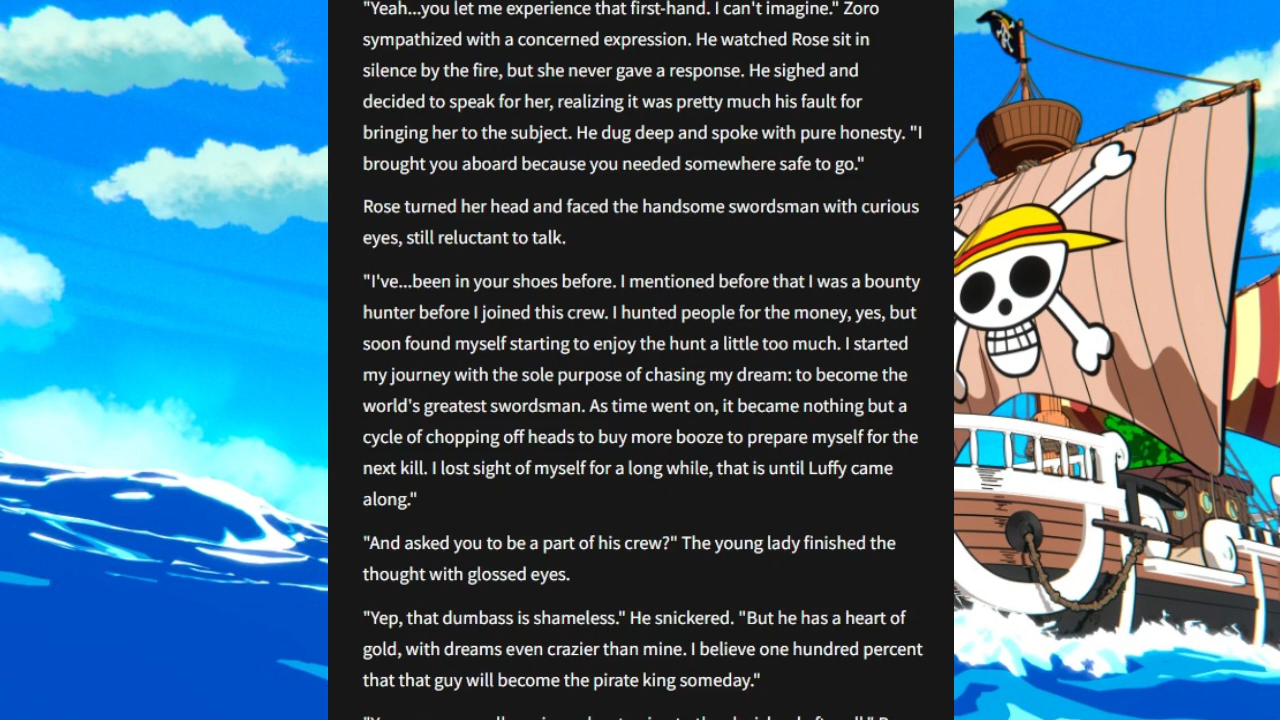 "Yeah...you let me experience that first-hand. I can't imagine." Zoro
sympathized with a concerned expression. He watched Rose sit in
silence by the fire, but she never gave a response. He sighed and
decided to speak for her, realizing it was pretty much his fault for
bringing her to the subject. He dug deep and spoke with pure honesty. "I
brought you aboard because you needed somewhere safe to go."
Rose turned her head and faced the handsome swordsman with curious
eyes, still reluctant to talk.
"I've...been in your shoes before. I mentioned before that I was a bounty
hunter before I joined this crew. I hunted people for the money, yes, but
soon found myself starting to enjoy the hunt a little too much. I started
my journey with the sole purpose of chasing my dream: to become the
world's greatest swordsman. As time went on, it became nothing but a
cycle of chopping off heads to buy more booze to prepare myself for the
next kill. I lost sight of myself for a long while, that is until Luffy came
along."
"And asked you to be a part of his crew?" The young lady finished the
thought with glossed eyes.
"Yep, that dumbass is shameless." He snickered. "But he has a heart of
gold, with dreams even crazier than mine. I believe one hundred percent
that that guy will become the pirate king someday."